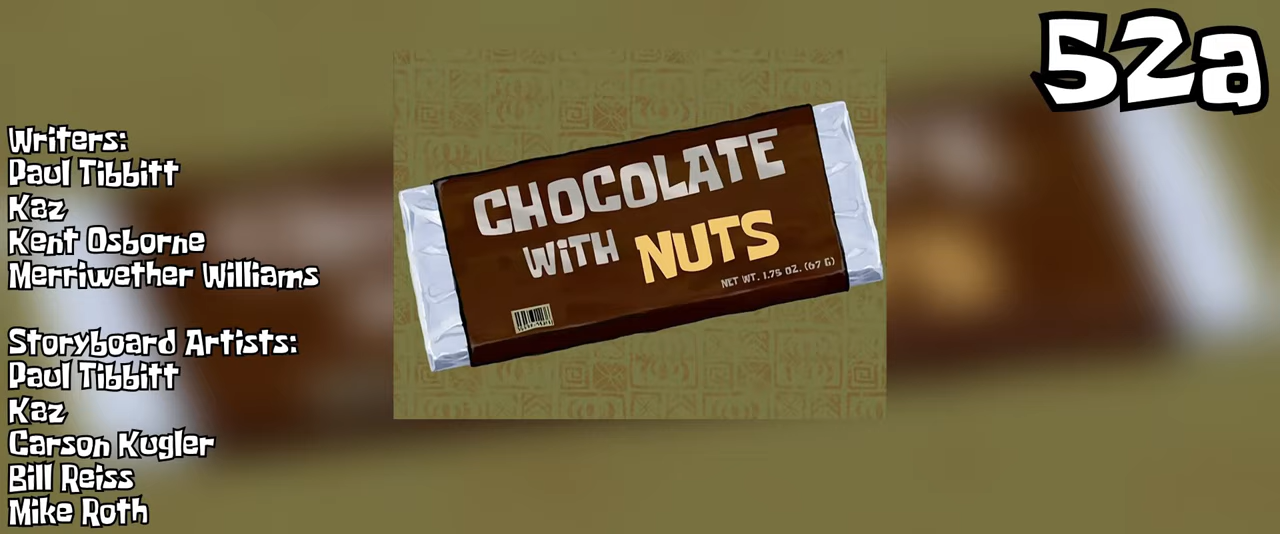 52a
Writers:
Paul Tibbitt
Kaz
Kent Osborne
Merriwether Williams
Storyboard Artists:
Paul Tibbitt
Kaz
Carson Kugler
Bill Reiss
Mike Roth
CHOCOLATE
WITH NUTS
NET WT. 1.75 OZ. (67 G)